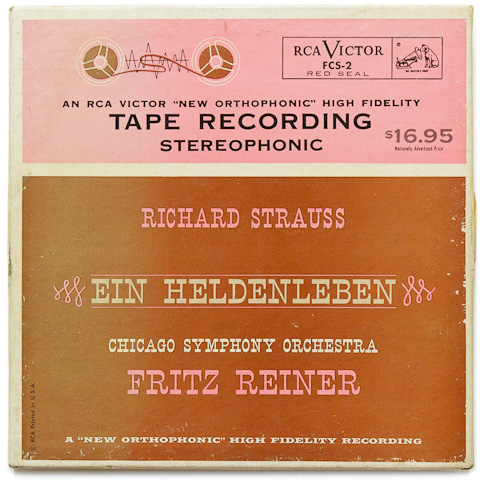 RCA VICTOR
FCS-2
RED SEAL
AN RCA VICTOR "NEW ORTHOPHONIC" HIGH FIDELITY
TAPE RECORDING
$16.95
STEREOPHONIC
Nationally Advertised Price
RICHARD STRAUSS
EIN HELDENLEBEN
CHICAGO SYMPHONY ORCHESTRA
FRITZ REINER
A "NEW ORTHOPHONIC" HIGH FIDELITY RECORDING
© RCA Printed in U.S.A.